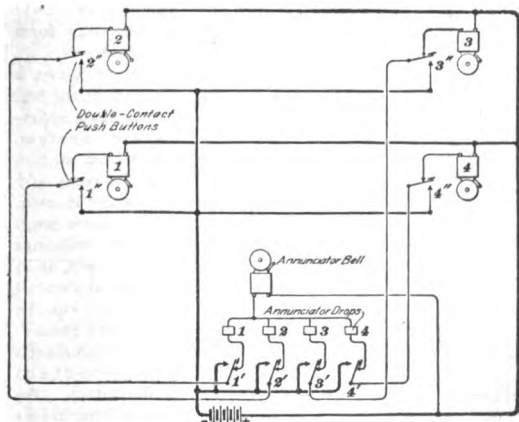 2
3
2"
3"
Double-Contact
Push Buttons
1
4
1"
4"
Annunciator Bell
Annunciator Drops
1 2 3 4
1' 2' 3' 4'
- +